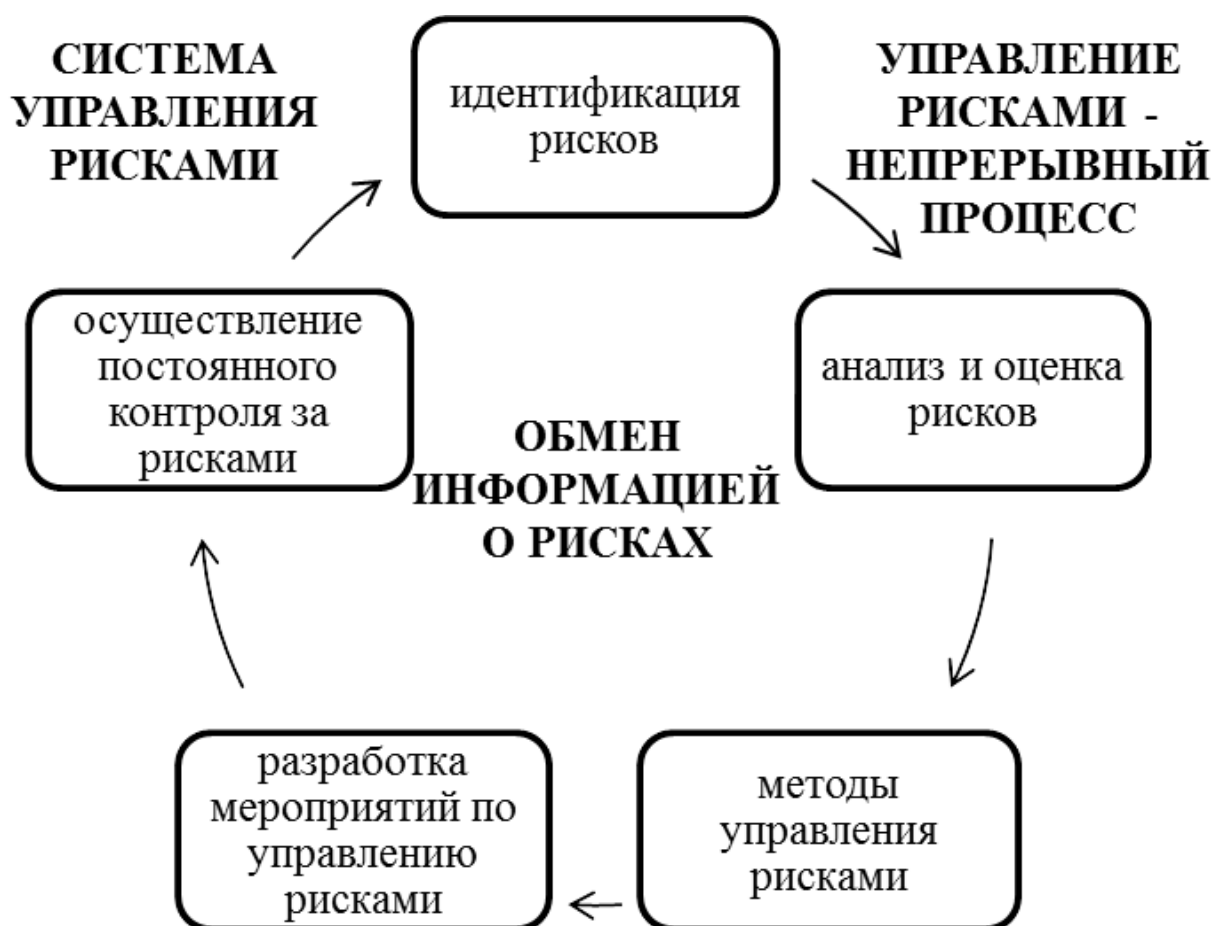 СИСТЕМА
УПРАВЛЕНИЯ
РИСКАМИ
идентификация
рисков
УПРАВЛЕНИЕ
РИСКАМИ -
НЕПРЕРЫВНЫЙ
ПРОЦЕСС
осуществление
постоянного
контроля за
рисками
ОБМЕН
ИНФОРМАЦИЕЙ
О РИСКАХ
анализ и оценка
рисков
разработка
мероприятий по
управлению
рисками
методы
управления
рисками